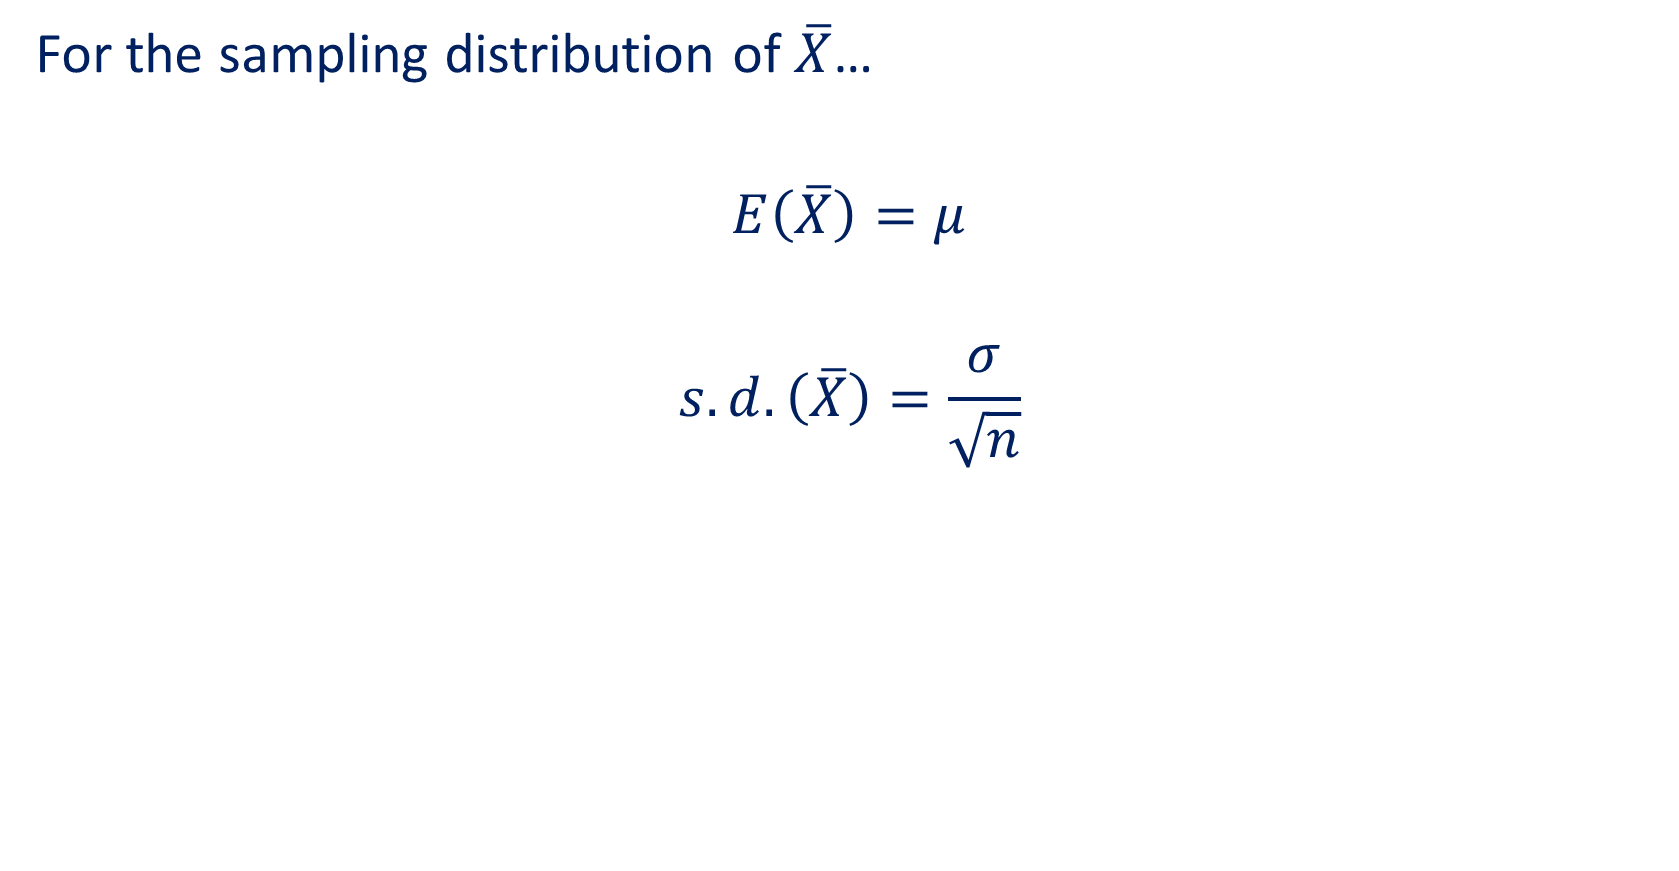 For the sampling distribution of X̅...
E(X̅) = μ
s.d.(X̅) = σ/√n